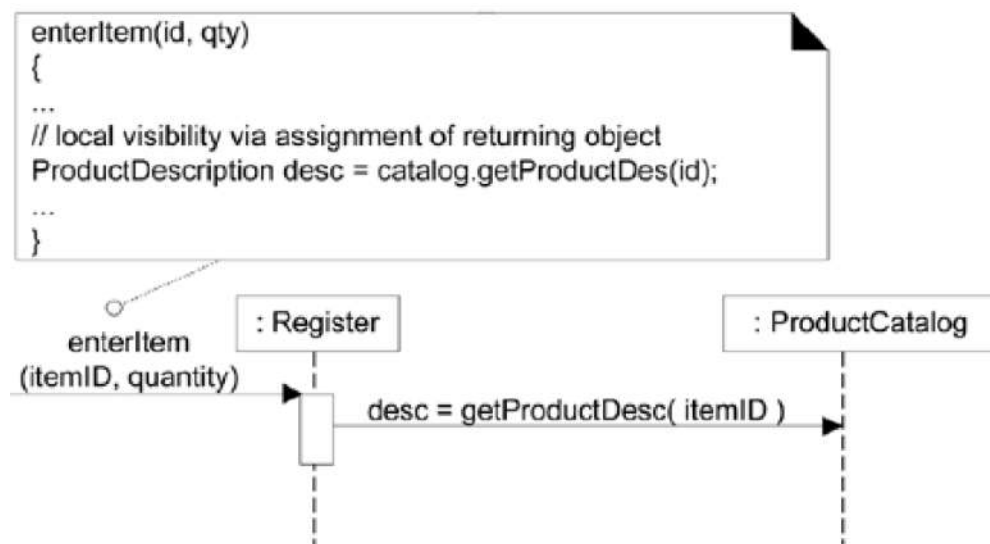 enterItem(id, qty)
{
...
// local visibility via assignment of returning object
ProductDescription desc = catalog.getProductDes(id);
...
}
enterItem
(itemID, quantity)
: Register
: ProductCatalog
desc = getProductDesc( itemID )